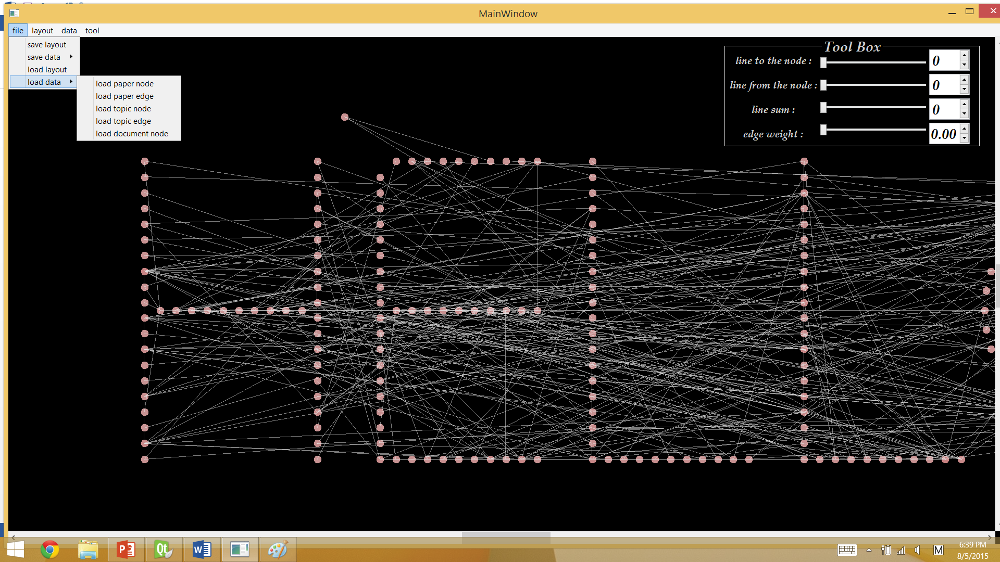 MainWindow
file layout data tool
save layout
save data
load layout
load data
load paper node
load paper edge
load topic node
load topic edge
load document node
Tool Box
line to the node : 0
line from the node : 0
line sum : 0
edge weight : 0.00
P
Qt
W
M
6:39 PM
8/5/2015